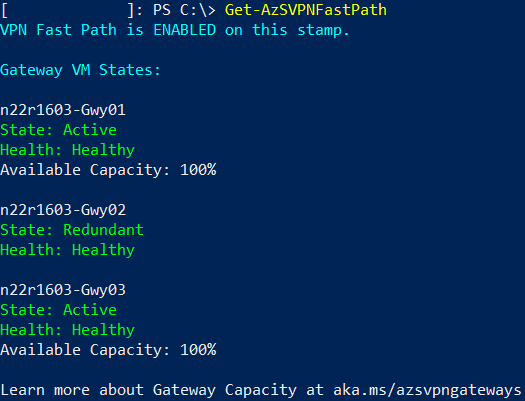 [ ]: PS C:\> Get-AzSVPNFastPath
VPN Fast Path is ENABLED on this stamp.
Gateway VM States:
n22r1603-Gwy01
State: Active
Health: Healthy
Available Capacity: 100%
n22r1603-Gwy02
State: Redundant
Health: Healthy
n22r1603-Gwy03
State: Active
Health: Healthy
Available Capacity: 100%
Learn more about Gateway Capacity at aka.ms/azsvpngateways